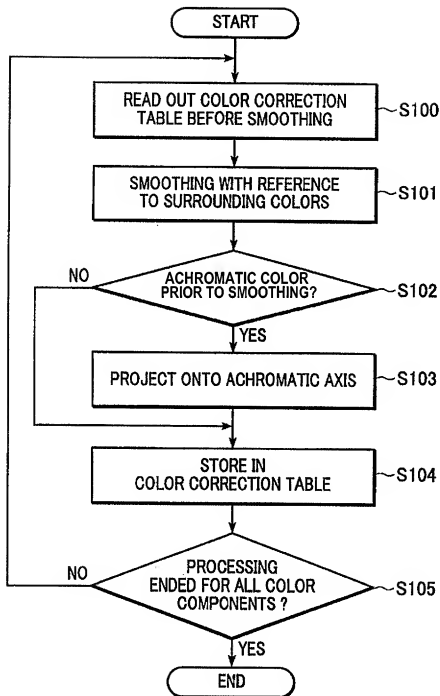 START
READ OUT COLOR CORRECTION
TABLE BEFORE SMOOTHING
S100
SMOOTHING WITH REFERENCE
TO SURROUNDING COLORS
S101
ACHROMATIC COLOR
PRIOR TO SMOOTHING?
S102
NO
YES
PROJECT ONTO ACHROMATIC AXIS
S103
STORE IN
COLOR CORRECTION TABLE
S104
PROCESSING
ENDED FOR ALL COLOR
COMPONENTS ?
S105
NO
YES
END